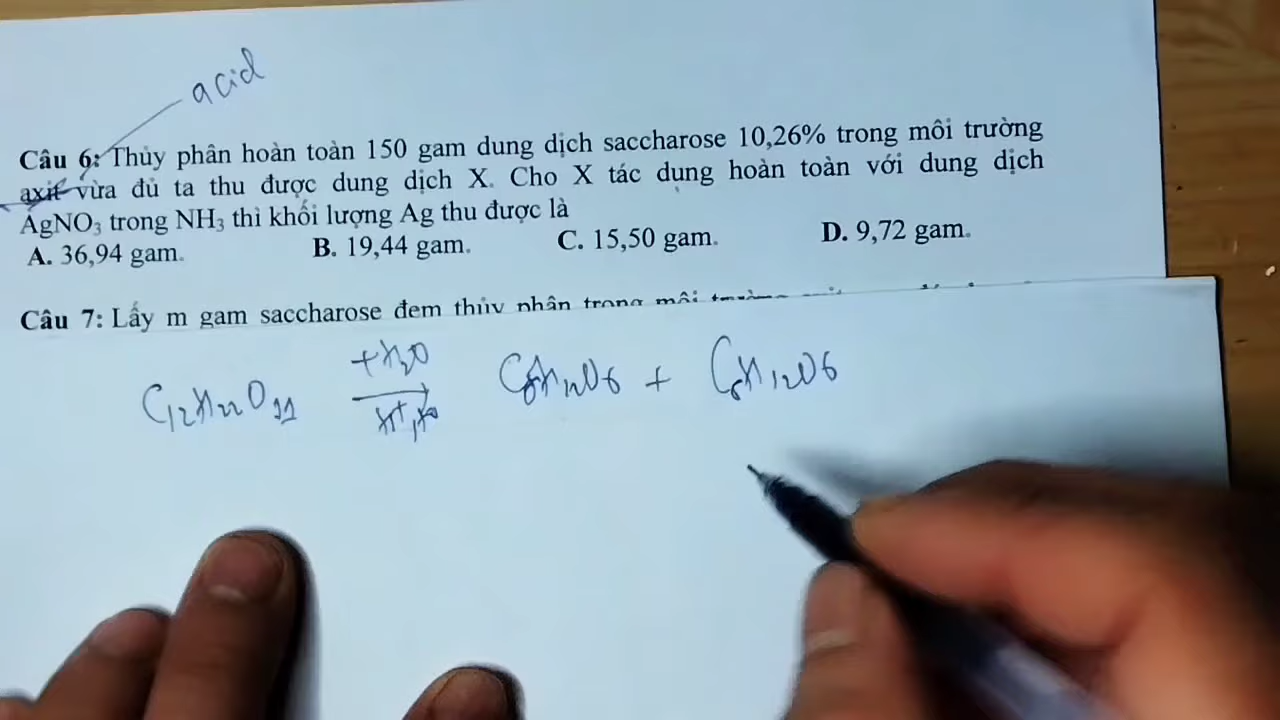 acid
Câu 6: Thủy phân hoàn toàn 150 gam dung dịch saccharose 10,26% trong môi trường
axit vừa đủ ta thu được dung dịch X. Cho X tác dụng hoàn toàn với dung dịch
AgNO₃ trong NH₃ thì khối lượng Ag thu được là
A. 36,94 gam. B. 19,44 gam. C. 15,50 gam. D. 9,72 gam.
Câu 7: Lấy m gam saccharose đem thủy phân trong môi
+H₂O
C₁₂H₂₂O₁₁ → C₆H₁₂O₆ + C₆H₁₂O₆
H⁺, t°